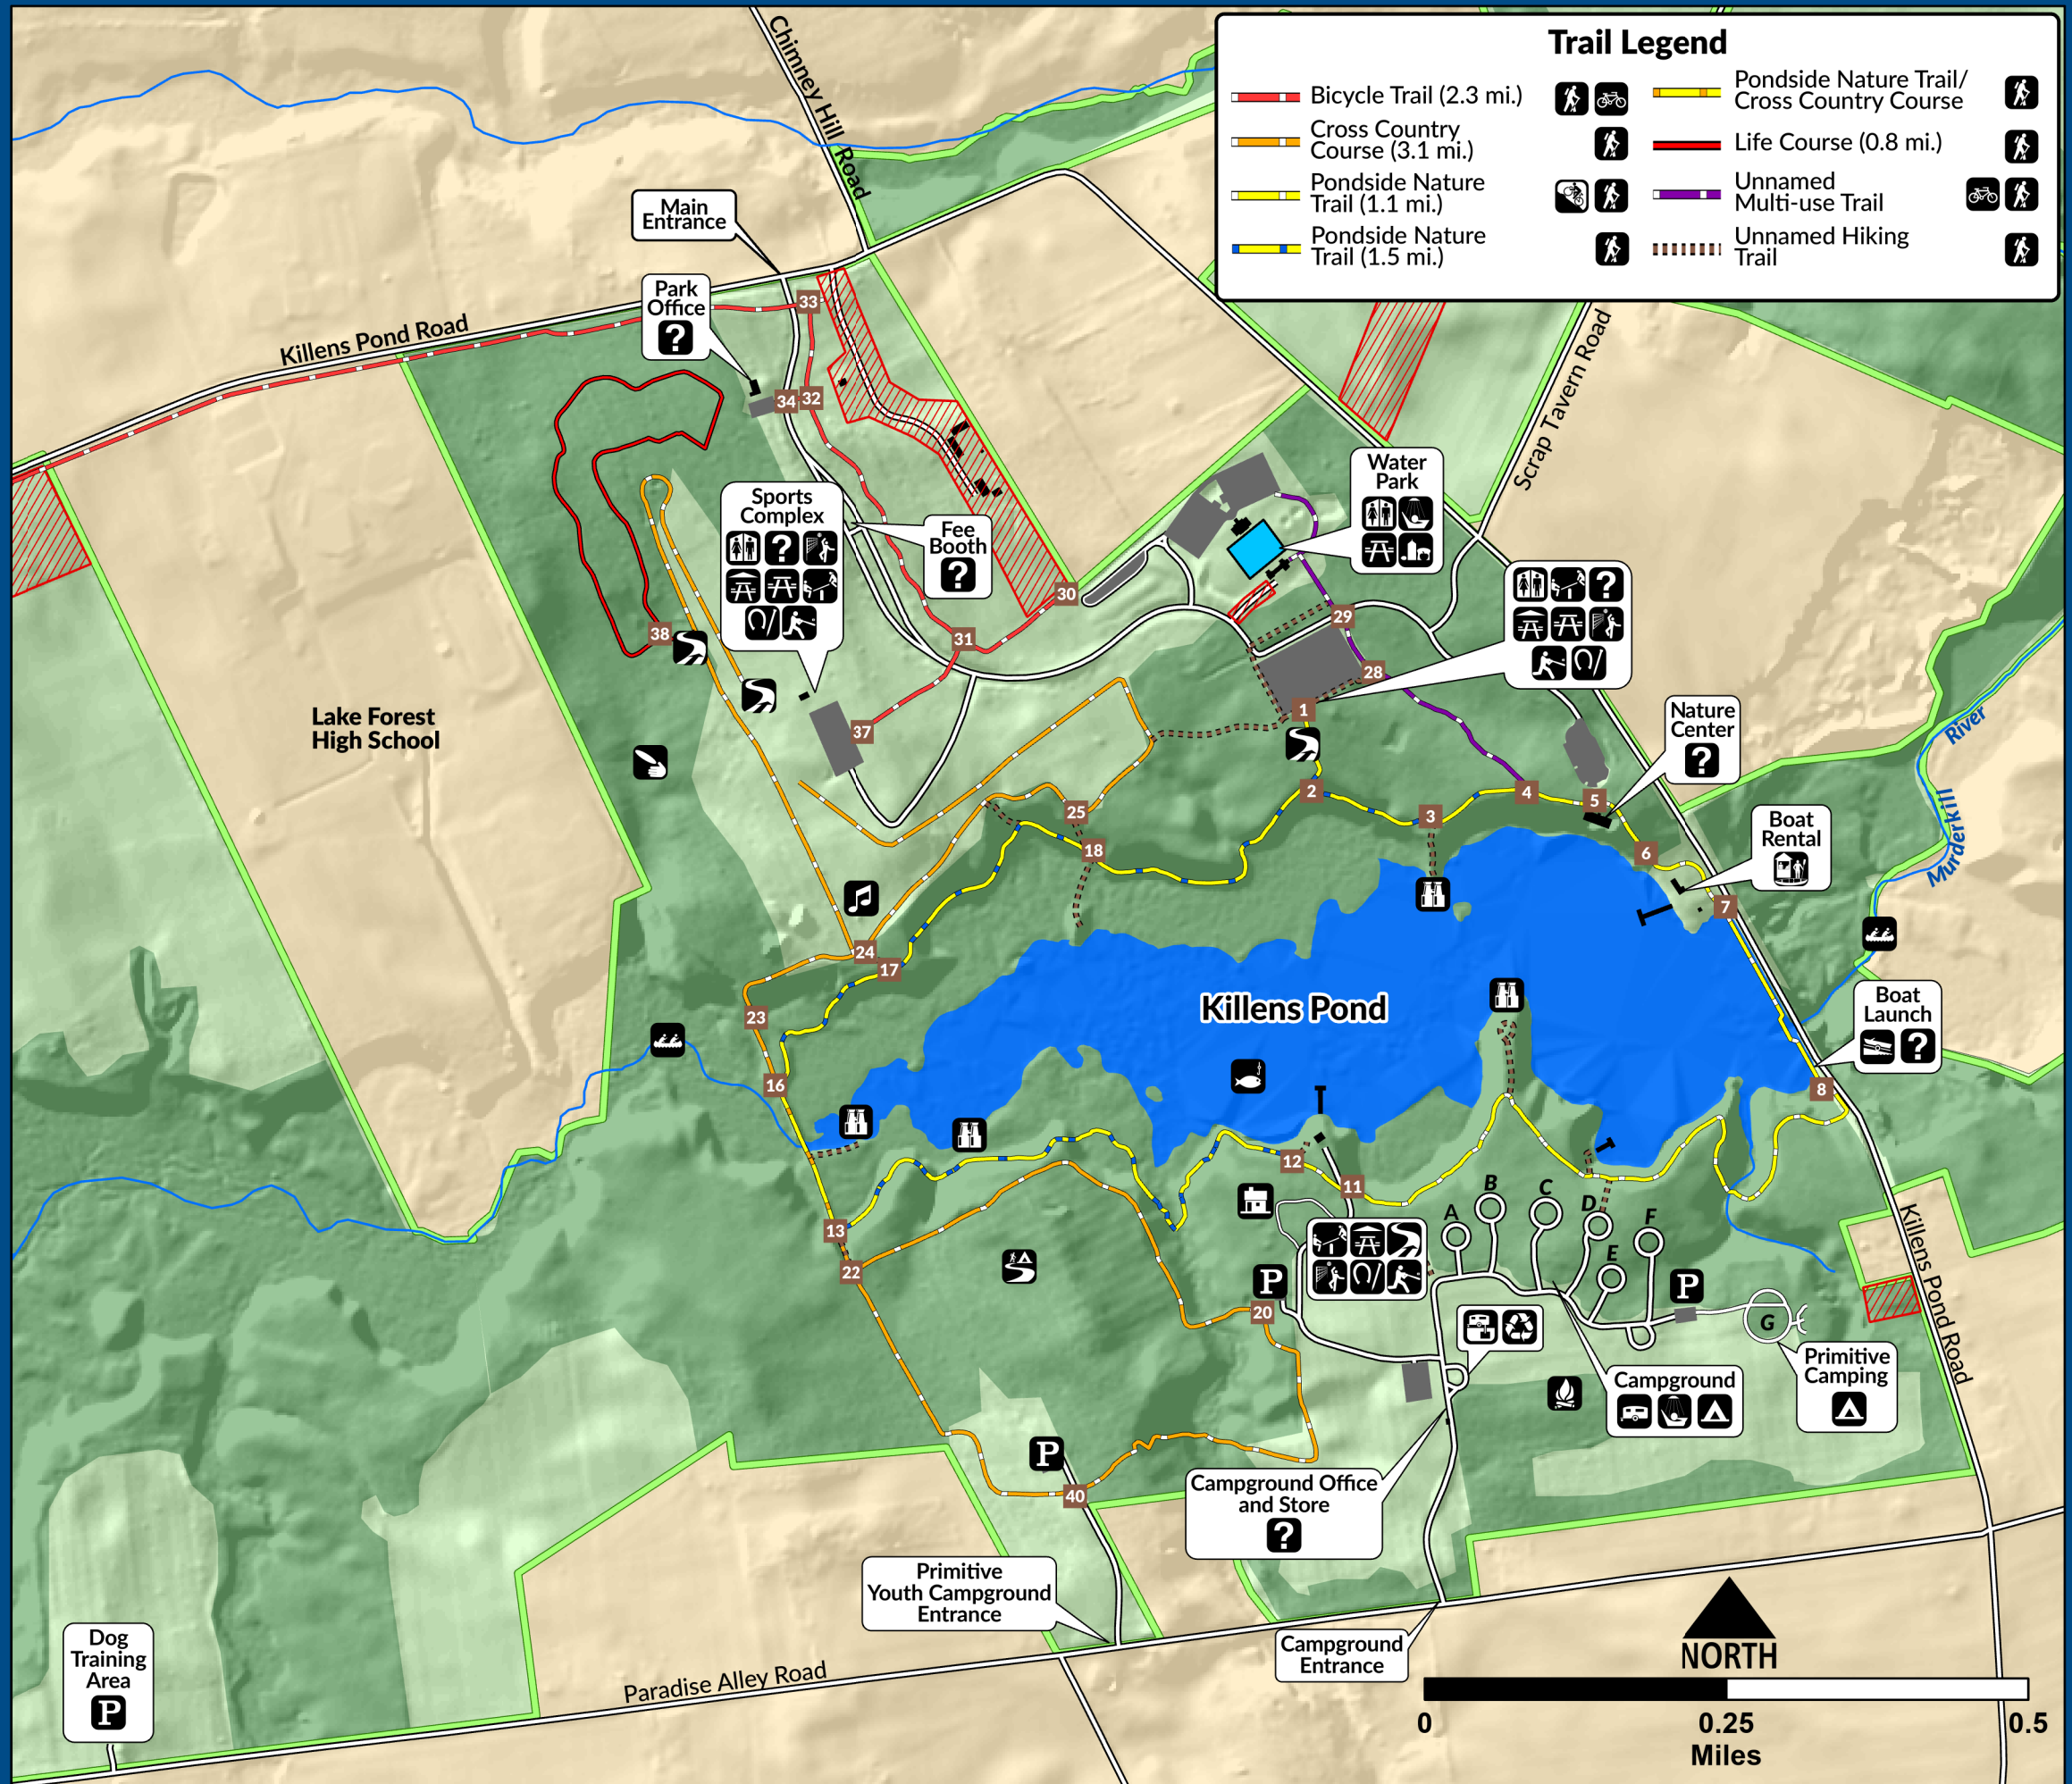 Trail Legend
Bicycle Trail (2.3 mi.)
Cross Country
Course (3.1 mi.)
Pondside Nature
Trail (1.1 mi.)
Pondside Nature
Trail (1.5 mi.)
Pondside Nature Trail/
Cross Country Course
Life Course (0.8 mi.)
Unnamed
Multi-use Trail
Unnamed Hiking
Trail
Chimney Hill Road
Main
Entrance
Park
Office
?
33
Killens Pond Road
34
32
Scrap Tavern Road
Water
Park
Sports
Complex
?
Fee
Booth
?
30
?
29
38
31
28
Lake Forest
High School
37
1
Nature
Center
?
River
Murderkill
2
4
5
3
25
18
6
Boat
Rental
7
24
17
Killens Pond
Boat
Launch
?
23
16
8
12
11
13
22
A
B
C
D
E
F
G
P
20
P
Killens Pond Road
Primitive
Camping
Campground
P
40
Campground Office
and Store
?
Primitive
Youth Campground
Entrance
Campground
Entrance
Dog
Training
Area
P
Paradise Alley Road
NORTH
0
0.25
0.5
Miles